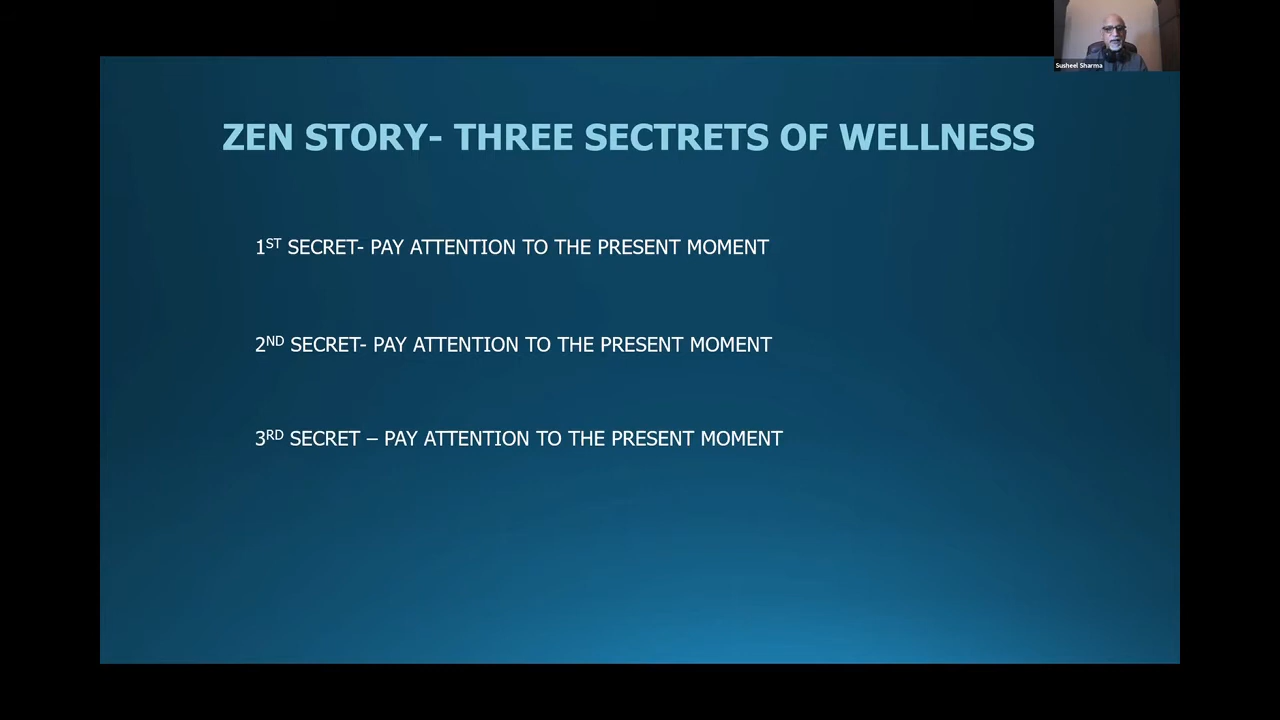 Susheel Sharma
ZEN STORY- THREE SECTRETS OF WELLNESS
1ST SECRET- PAY ATTENTION TO THE PRESENT MOMENT
2ND SECRET- PAY ATTENTION TO THE PRESENT MOMENT
3RD SECRET – PAY ATTENTION TO THE PRESENT MOMENT